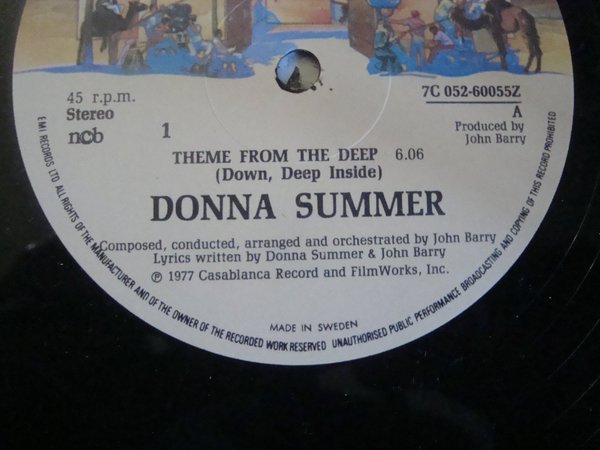 45 r.p.m.
Stereo
ncb
7C 052-60055Z
A
Produced by
John Barry
1
THEME FROM THE DEEP 6.06
(Down, Deep Inside)
DONNA SUMMER
Composed, conducted, arranged and orchestrated by John Barry
Lyrics written by Donna Summer & John Barry
℗ 1977 Casablanca Record and FilmWorks, Inc.
MADE IN SWEDEN
EMI RECORDS LTD ALL RIGHTS OF THE MANUFACTURER AND OF THE OWNER OF THE RECORDED WORK RESERVED UNAUTHORISED PUBLIC PERFORMANCE BROADCASTING AND COPYING OF THIS RECORD PROHIBITED